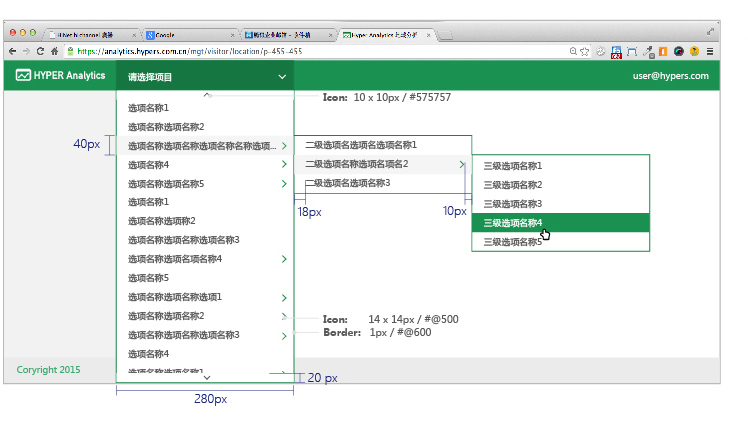 Google
Hyper Analytics
https://analytics.hypers.com.cn/mgt/visitor/location/p-455-455
HYPER Analytics
请选择项目
user@hypers.com
Icon: 10 x 10px / #575757
选项名称1
选项名称选项名称2
40px
选项名称选项名称选项名称名称选项...
二级选项名选项名选项名称1
选项名称4
二级选项名称选项名选项名2
三级选项名称1
选项名称选项名称5
二级选项名选项名称3
三级选项名称2
选项名称1
三级选项名称3
18px
10px
选项名称选项称2
三级选项名称4
选项名称选项名称选项名称3
三级选项名称5
选项名称选项名选项名称4
选项名称5
选项名称选项名称选项1
选项名称选项名称2
Icon: 14 x 14px / #@500
选项名称选项名称选项名称3
Border: 1px / #@600
选项名称4
Coryright 2015
选项名称选项名称1
20 px
280px